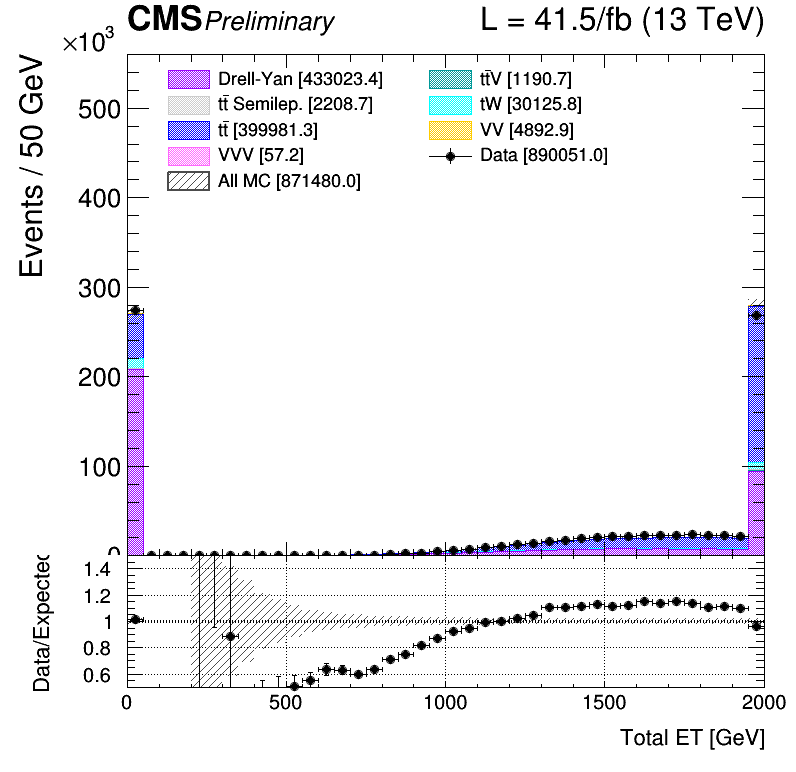 CMS Preliminary L = 41.5/fb (13 TeV)
×10³
Events / 50 GeV
Drell-Yan [433023.4]
tt̄ Semilep. [2208.7]
tt̄ [399981.3]
VVV [57.2]
All MC [871480.0]
tt̄V [1190.7]
tW [30125.8]
VV [4892.9]
Data [890051.0]
500
400
300
200
100
0
Data/Expected
1.4
1.2
1
0.8
0.6
0 500 1000 1500 2000
Total ET [GeV]